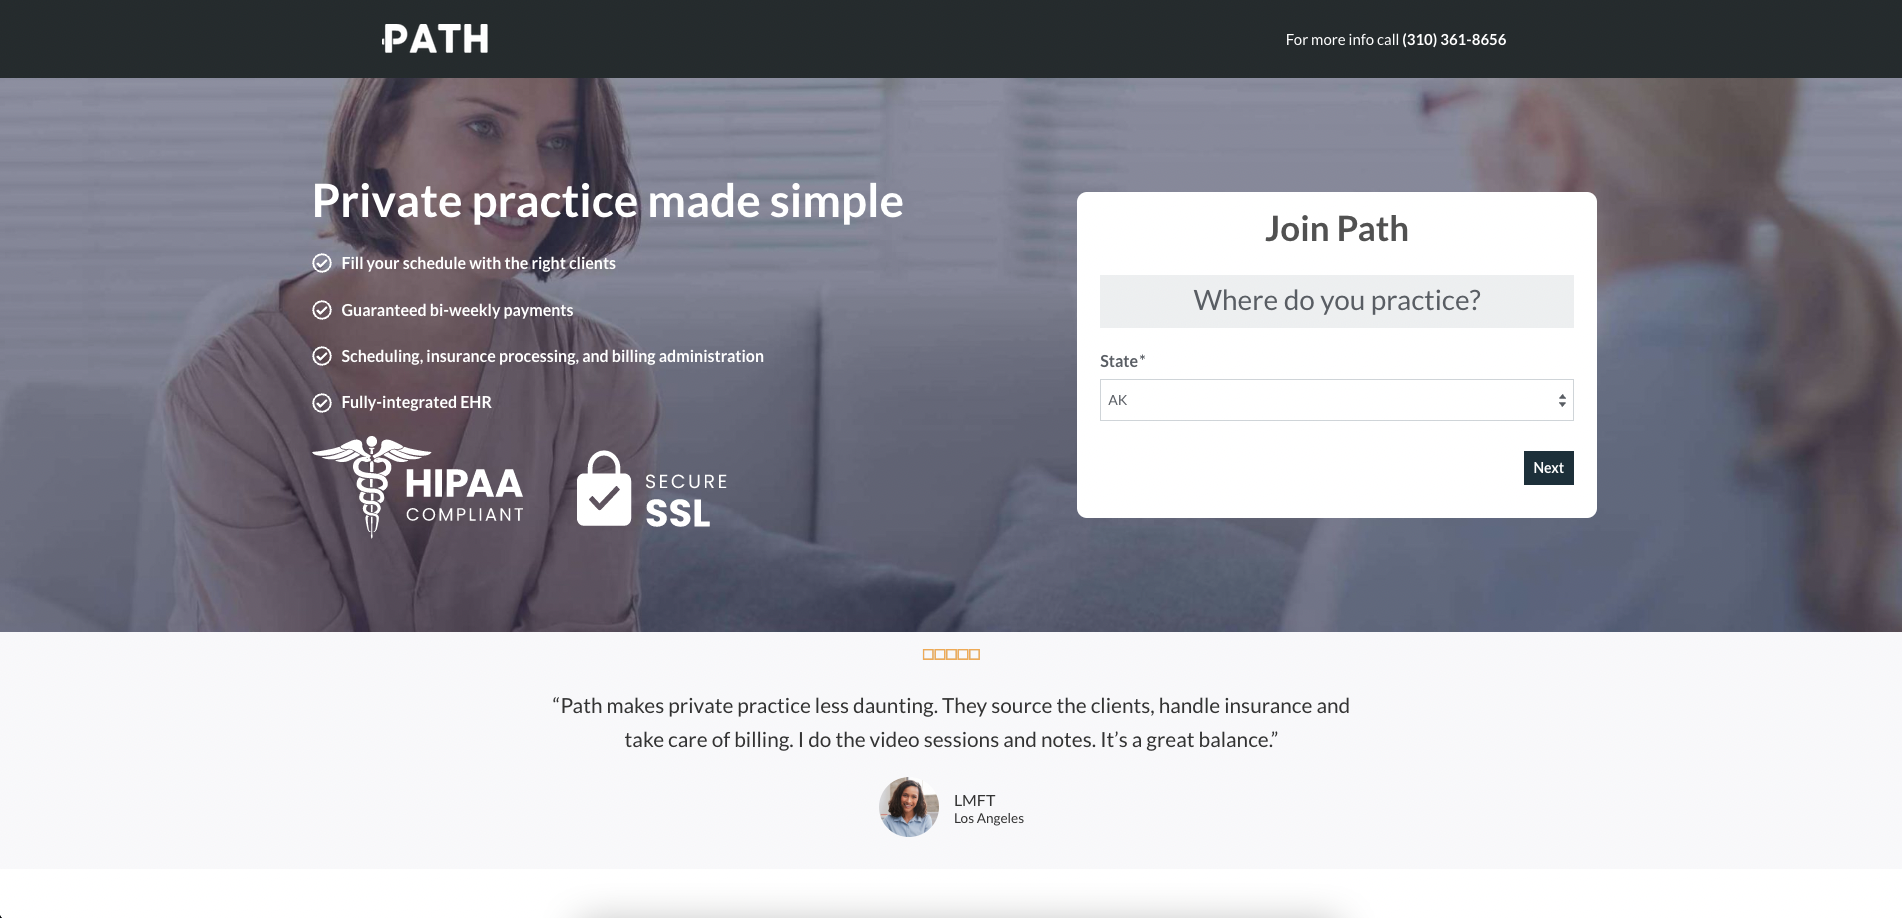 PATH
For more info call (310) 361-8656
Private practice made simple
Fill your schedule with the right clients
Guaranteed bi-weekly payments
Scheduling, insurance processing, and billing administration
Fully-integrated EHR
HIPAA
COMPLIANT
SECURE
SSL
Join Path
Where do you practice?
State*
AK
Next
“Path makes private practice less daunting. They source the clients, handle insurance and
take care of billing. I do the video sessions and notes. It’s a great balance.”
LMFT
Los Angeles